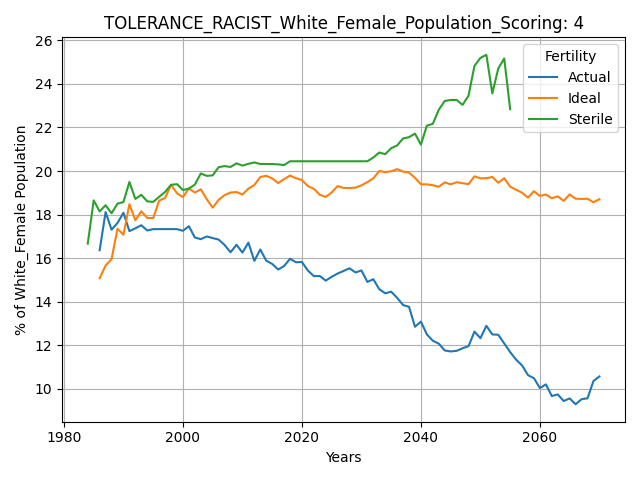 TOLERANCE_RACIST_White_Female_Population_Scoring: 4
26
24
22
20
18
16
14
12
10
% of White_Female Population
Fertility
Actual
Ideal
Sterile
1980
2000
2020
2040
2060
Years